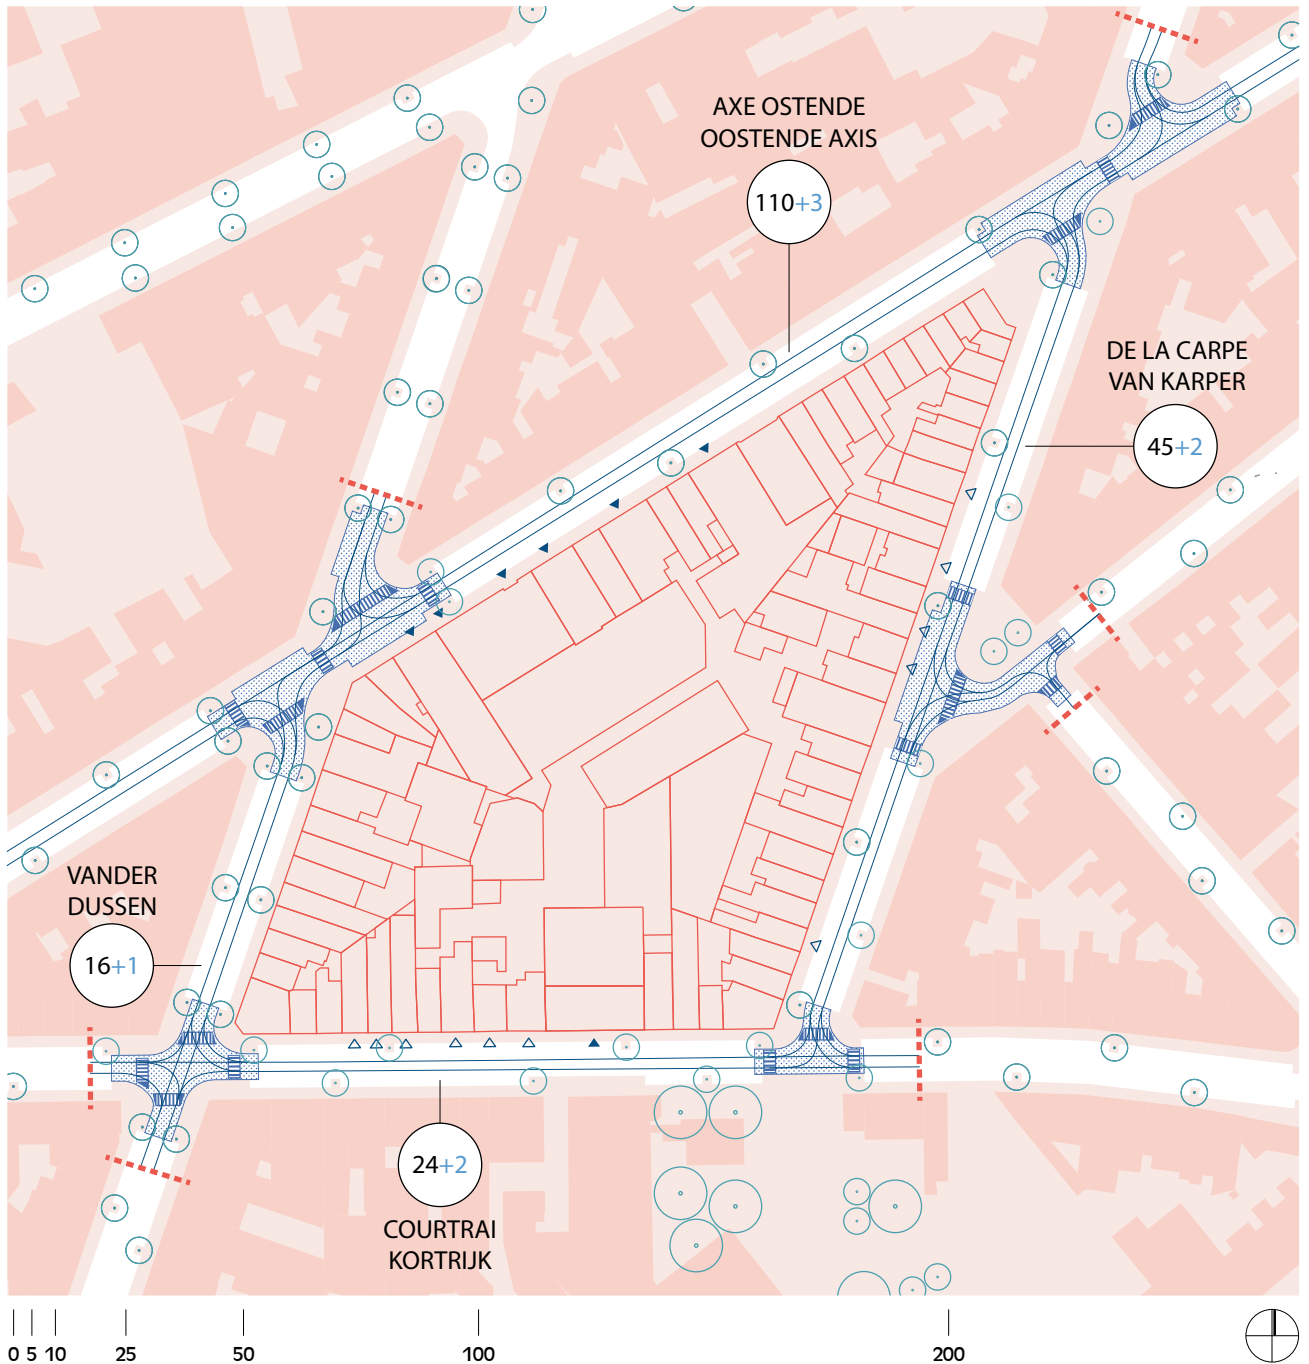 AXE OSTENDE
OOSTENDE AXIS
110+3
DE LA CARPE
VAN KARPER
45+2
VANDER
DUSSEN
16+1
24+2
COURTRAI
KORTRIJK
0 5 10 25 50 100 200